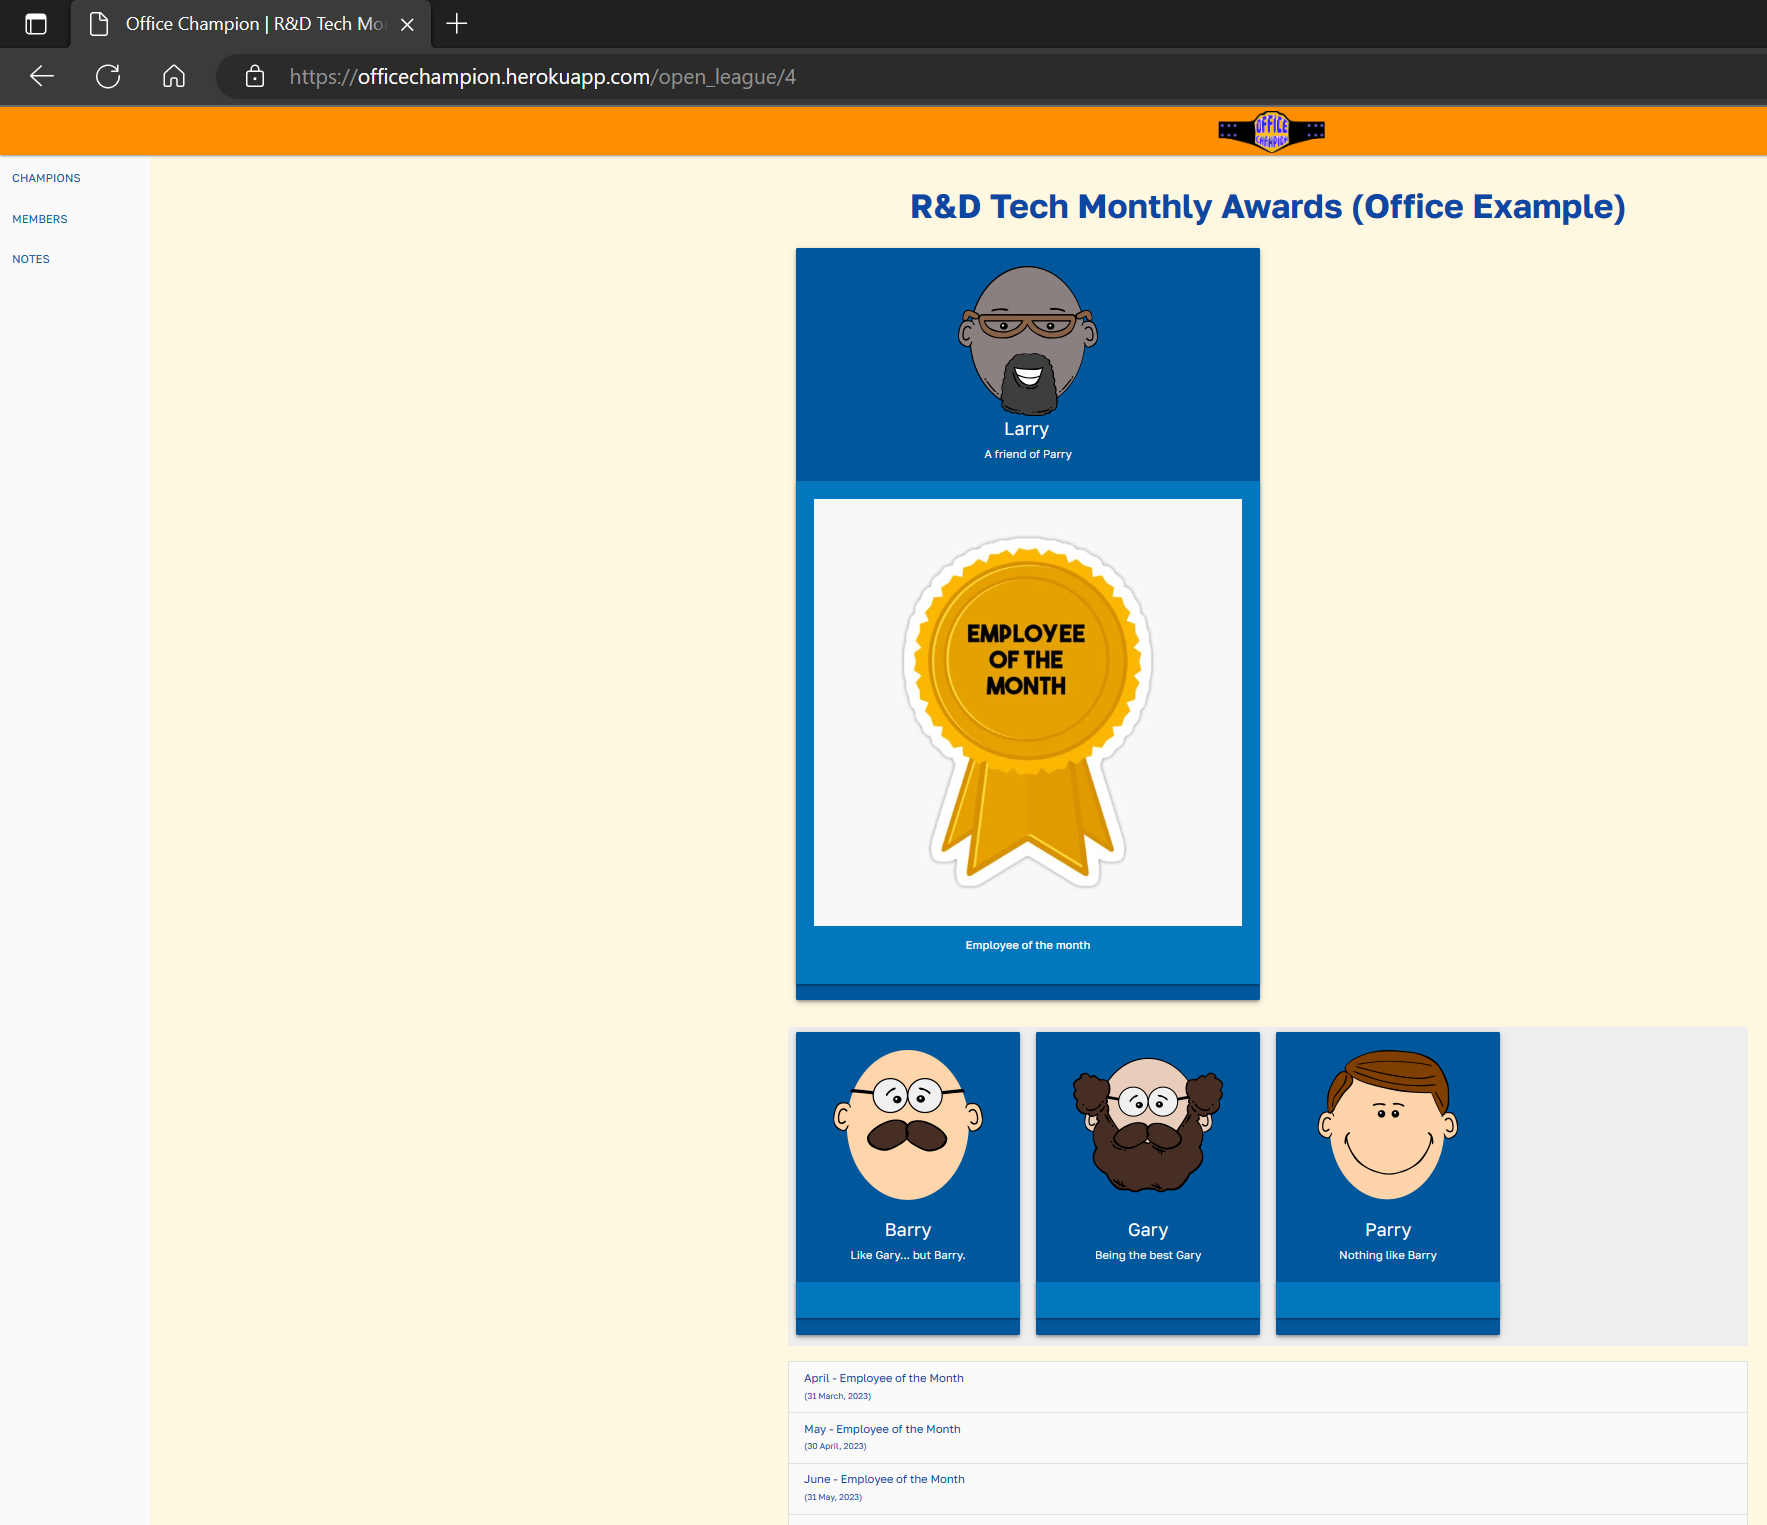 Office Champion | R&D Tech Mo
https://officechampion.herokuapp.com/open_league/4
OFFICE
CHAMPION
CHAMPIONS
MEMBERS
NOTES
R&D Tech Monthly Awards (Office Example)
Larry
A friend of Parry
EMPLOYEE
OF THE
MONTH
Employee of the month
Barry
Like Gary... but Barry.
Gary
Being the best Gary
Parry
Nothing like Barry
April - Employee of the Month
(31 March, 2023)
May - Employee of the Month
(30 April, 2023)
June - Employee of the Month
(31 May, 2023)